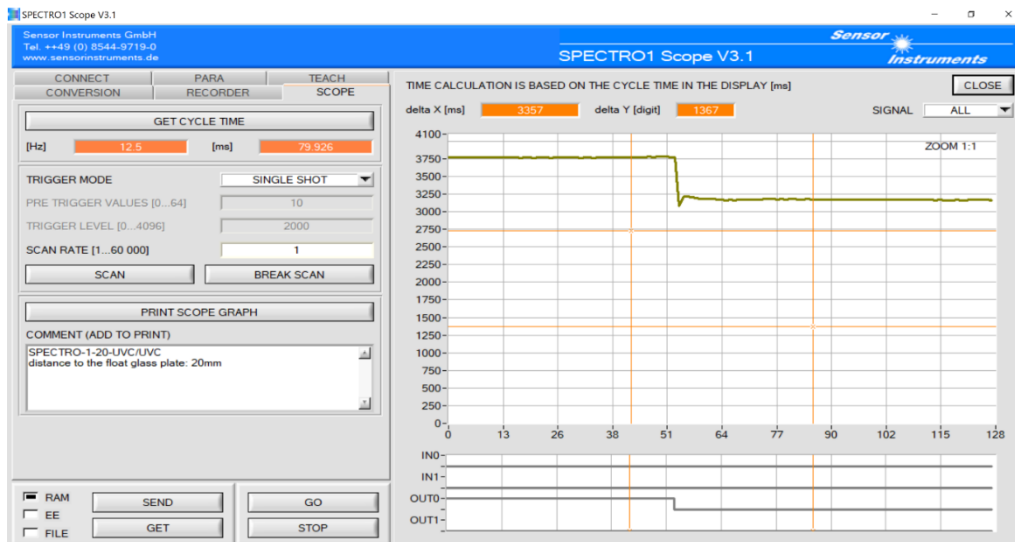 SPECTRO1 Scope V3.1
Sensor Instruments GmbH
Tel. ++49 (0) 8544-9719-0
www.sensorinstruments.de
SPECTRO1 Scope V3.1
Sensor
Instruments
CONNECT PARA TEACH
CONVERSION RECORDER SCOPE
GET CYCLE TIME
[Hz] 12.5 [ms] 79.926
TRIGGER MODE SINGLE SHOT
PRE TRIGGER VALUES [0...64] 10
TRIGGER LEVEL [0...4096] 2000
SCAN RATE [1...60 000] 1
SCAN BREAK SCAN
PRINT SCOPE GRAPH
COMMENT (ADD TO PRINT)
SPECTRO-1-20-UVC/UVC
distance to the float glass plate: 20mm
RAM
EE
FILE
SEND GO
GET STOP
TIME CALCULATION IS BASED ON THE CYCLE TIME IN THE DISPLAY [ms] CLOSE
delta X [ms] 3357 delta Y [digit] 1367 SIGNAL ALL
ZOOM 1:1
4100
3750
3500
3250
3000
2750
2500
2250
2000
1750
1500
1250
1000
750
500
250
0
0 13 26 38 51 64 77 90 102 115 128
IN0
IN1
OUT0
OUT1